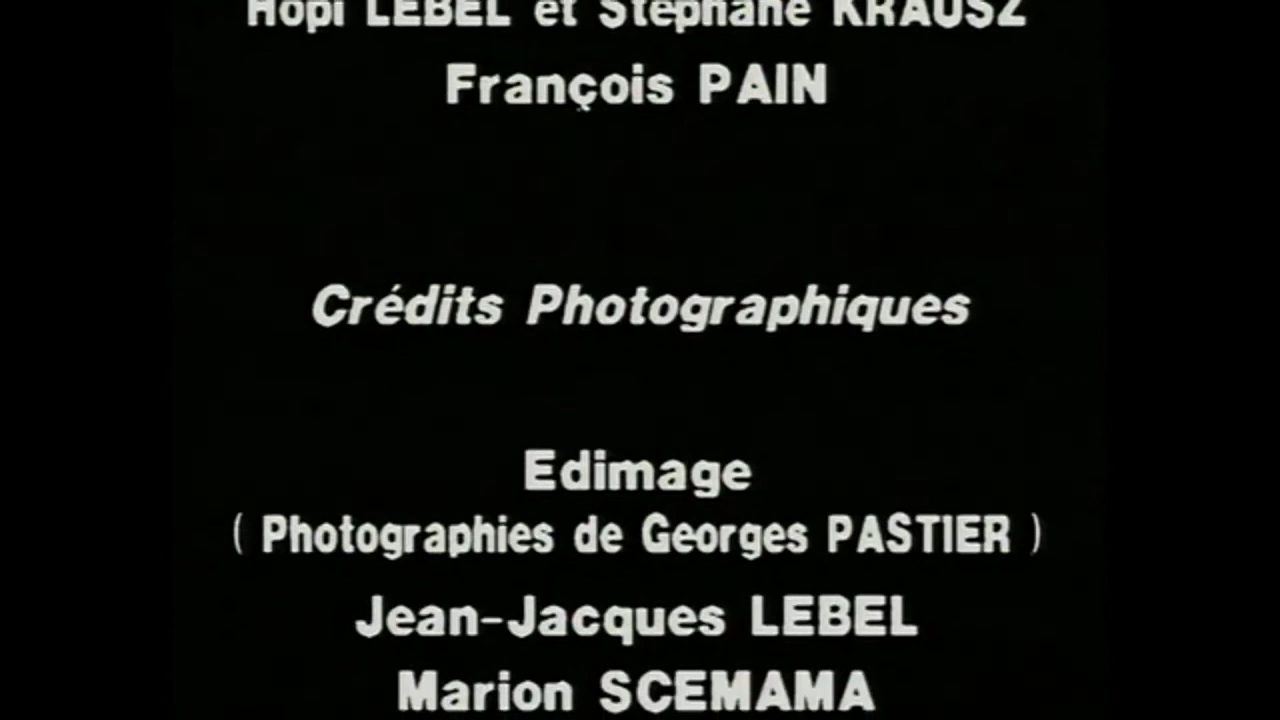 Hopi LEBEL et Stéphane KRAUSZ
François PAIN
Crédits Photographiques
Edimage
( Photographies de Georges PASTIER )
Jean-Jacques LEBEL
Marion SCEMAMA